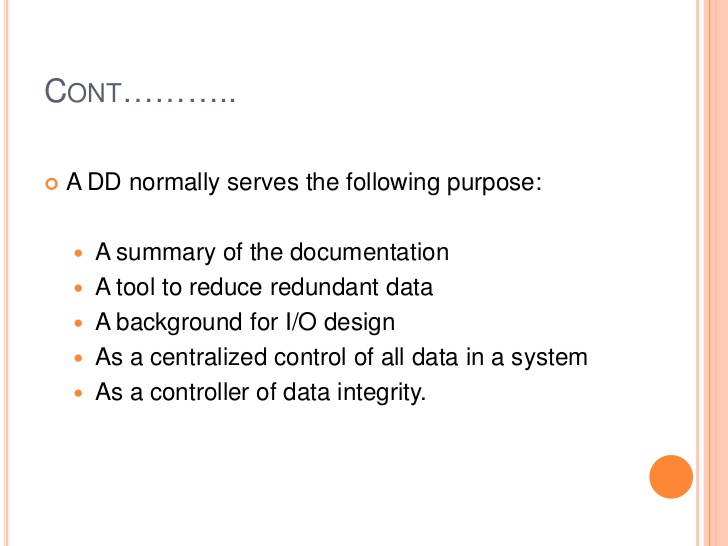 CONT………..
A DD normally serves the following purpose:
A summary of the documentation
A tool to reduce redundant data
A background for I/O design
As a centralized control of all data in a system
As a controller of data integrity.